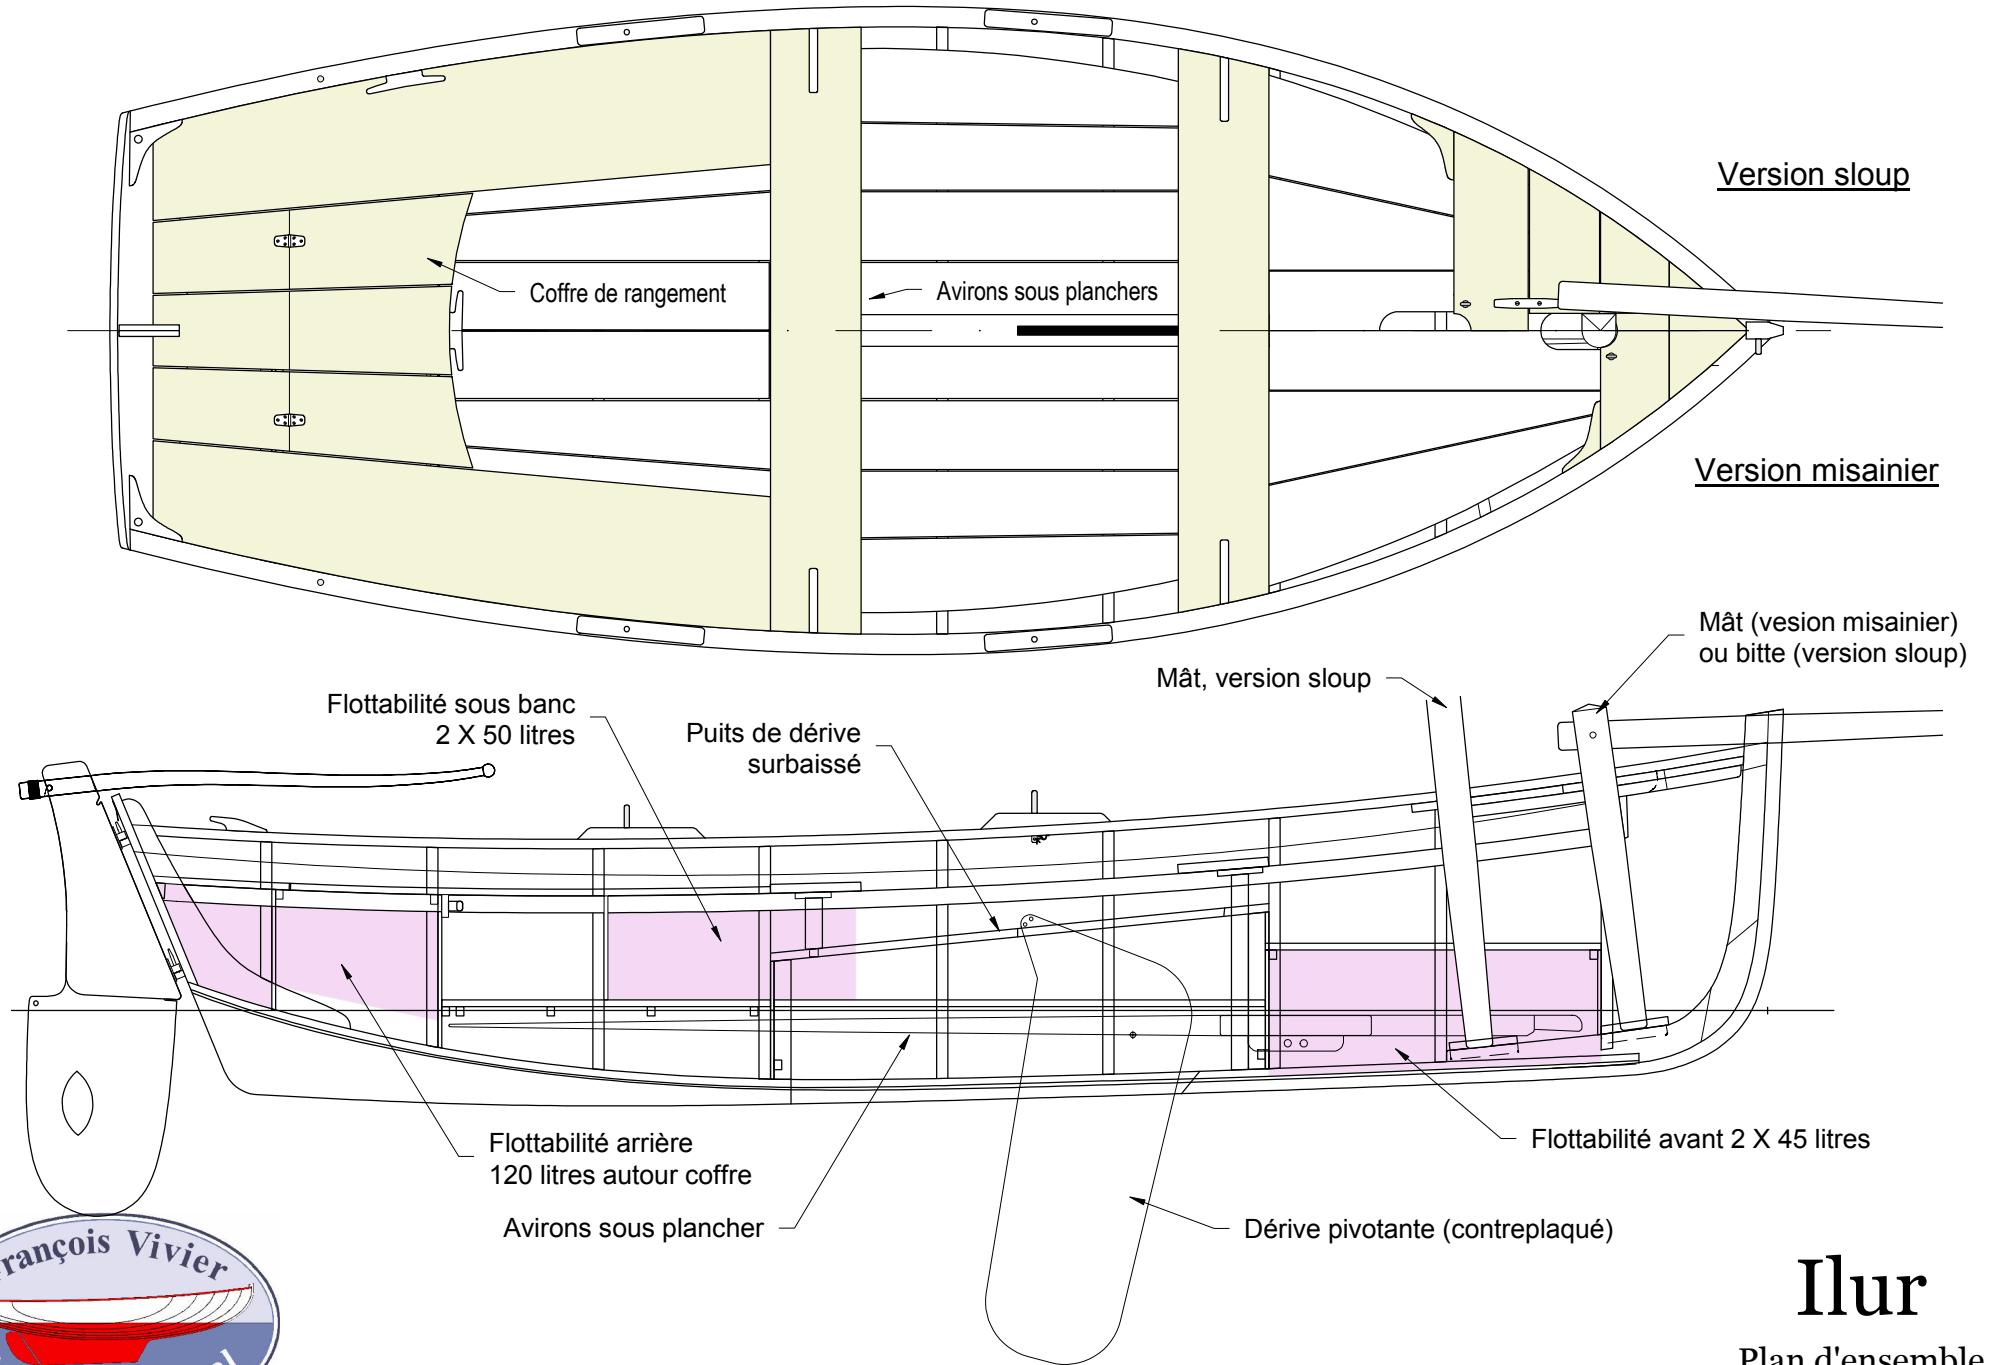 Version sloup
Coffre de rangement
Avirons sous planchers
Version misainier
Mât (vesion misainier)
ou bitte (version sloup)
Mât, version sloup
Flottabilité sous banc
2 X 50 litres
Puits de dérive
surbaissé
Flottabilité arrière
120 litres autour coffre
Flottabilité avant 2 X 45 litres
Avirons sous plancher
Dérive pivotante (contreplaqué)
rançois Vivier
Ilur
Plan d'ensemble